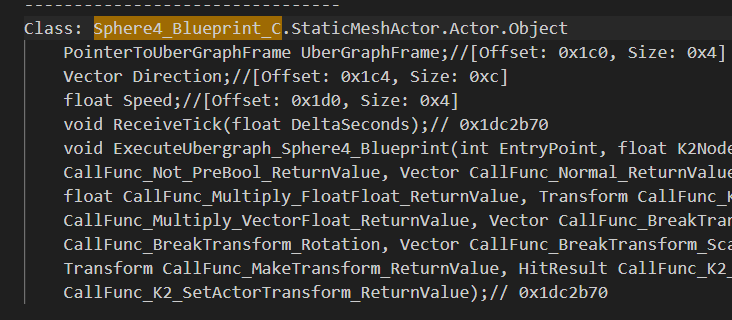 ---------------------------------
Class: Sphere4_Blueprint_C.StaticMeshActor.Actor.Object
PointerToUberGraphFrame UberGraphFrame;//[Offset: 0x1c0, Size: 0x4]
Vector Direction;//[Offset: 0x1c4, Size: 0xc]
float Speed;//[Offset: 0x1d0, Size: 0x4]
void ReceiveTick(float DeltaSeconds);// 0x1dc2b70
void ExecuteUbergraph_Sphere4_Blueprint(int EntryPoint, float K2Node
CallFunc_Not_PreBool_ReturnValue, Vector CallFunc_Normal_ReturnValue
float CallFunc_Multiply_FloatFloat_ReturnValue, Transform CallFunc_K
CallFunc_Multiply_VectorFloat_ReturnValue, Vector CallFunc_BreakTran
CallFunc_BreakTransform_Rotation, Vector CallFunc_BreakTransform_Sca
Transform CallFunc_MakeTransform_ReturnValue, HitResult CallFunc_K2_
CallFunc_K2_SetActorTransform_ReturnValue);// 0x1dc2b70